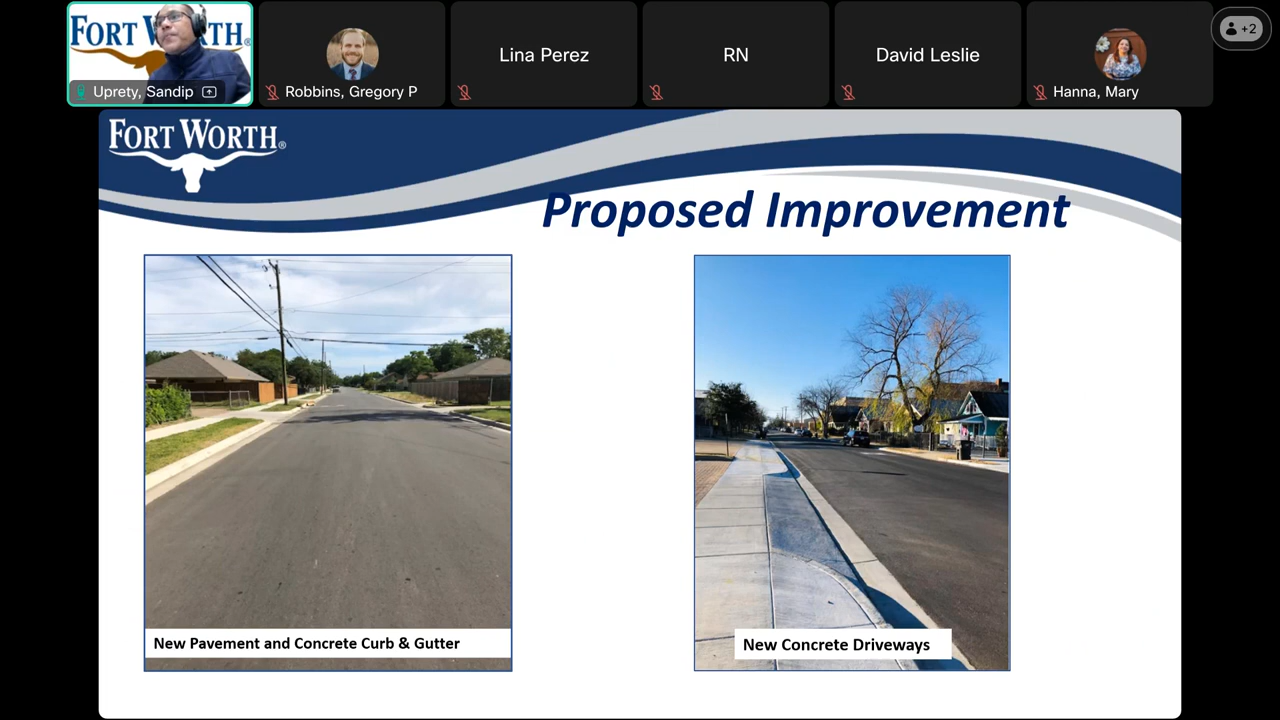 FORT WORTH
Uprety, Sandip
Robbins, Gregory P
Lina Perez
RN
David Leslie
Hanna, Mary
+2
FORT WORTH®
Proposed Improvement
New Pavement and Concrete Curb & Gutter
New Concrete Driveways